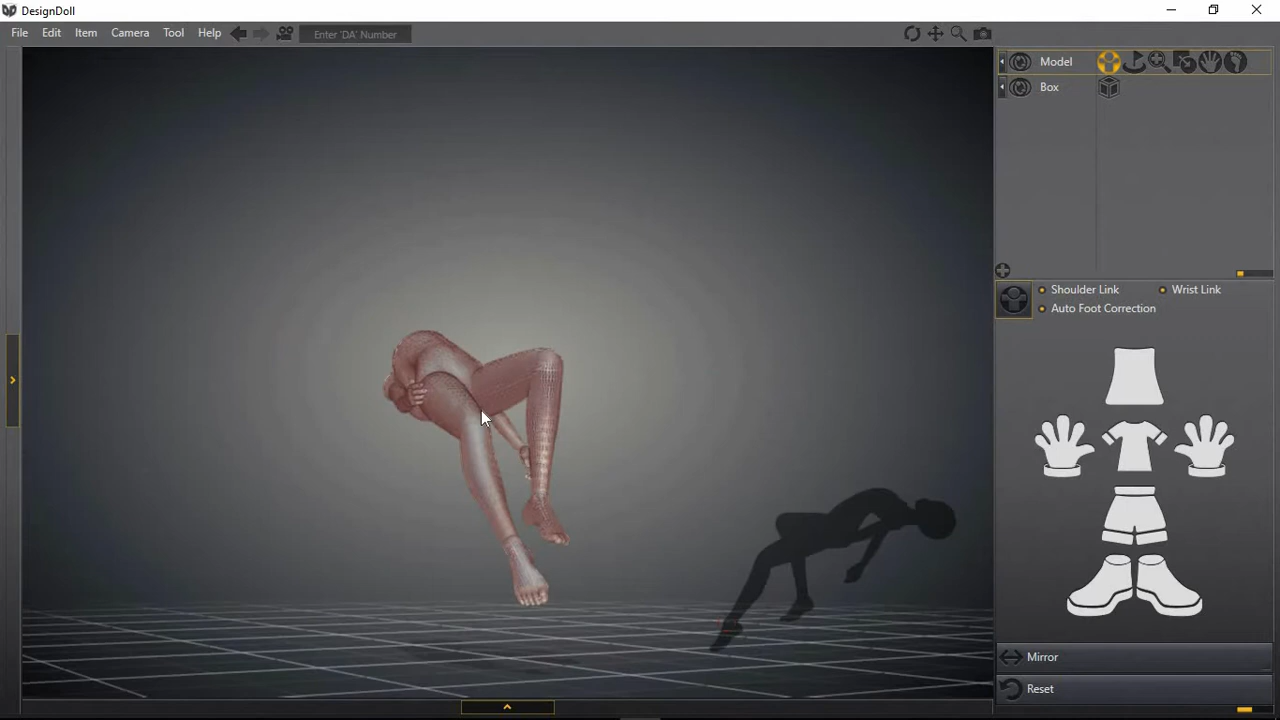 DesignDoll
File Edit Item Camera Tool Help Enter 'DA' Number
Model
Box
Shoulder Link Wrist Link
Auto Foot Correction
Mirror
Reset